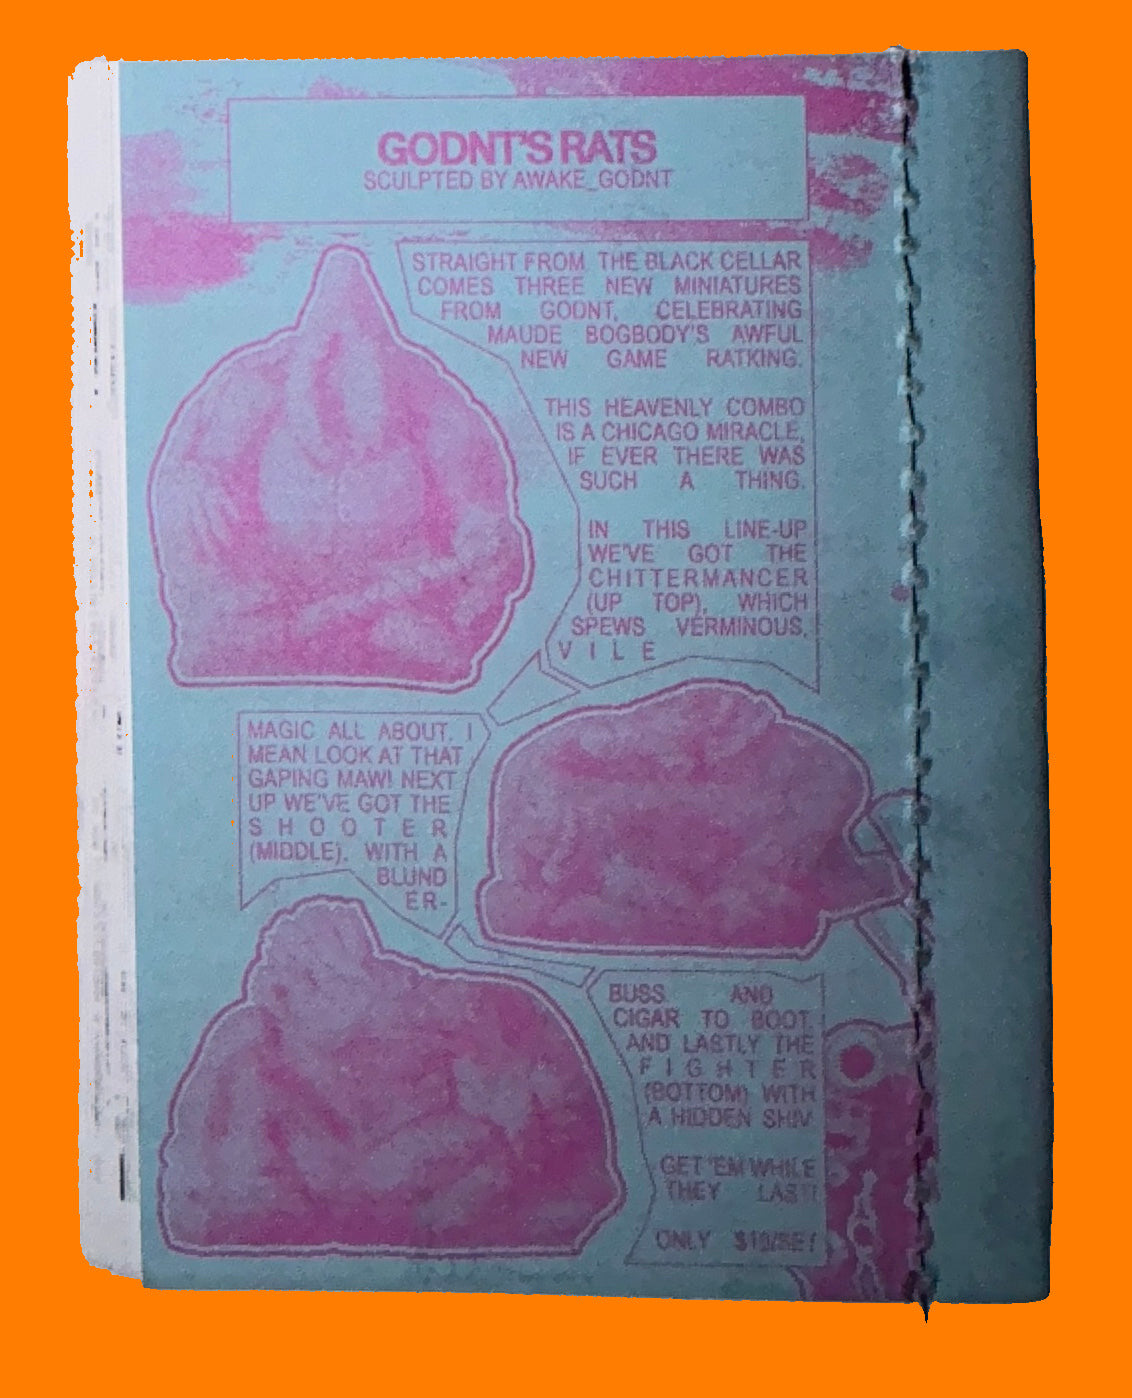 GODNT'S RATS
SCULPTED BY AWAKE_GODNT
STRAIGHT FROM THE BLACK CELLAR
COMES THREE NEW MINIATURES
FROM GODNT, CELEBRATING
MAUDE BOGBODY'S AWFUL
NEW GAME RATKING.
THIS HEAVENLY COMBO
IS A CHICAGO MIRACLE,
IF EVER THERE WAS
SUCH A THING.
IN THIS LINE-UP
WE'VE GOT THE
CHITTERMANCER
(UP TOP), WHICH
SPEWS VERMINOUS,
VILE
MAGIC ALL ABOUT. I
MEAN LOOK AT THAT
GAPING MAW! NEXT
UP WE'VE GOT THE
SHOOTER
(MIDDLE), WITH A
BLUND
ER-
BUSS AND
CIGAR TO BOOT.
AND LASTLY THE
FIGHTER
(BOTTOM) WITH
A HIDDEN SHIV.
GET 'EM WHILE
THEY LAST!
ONLY